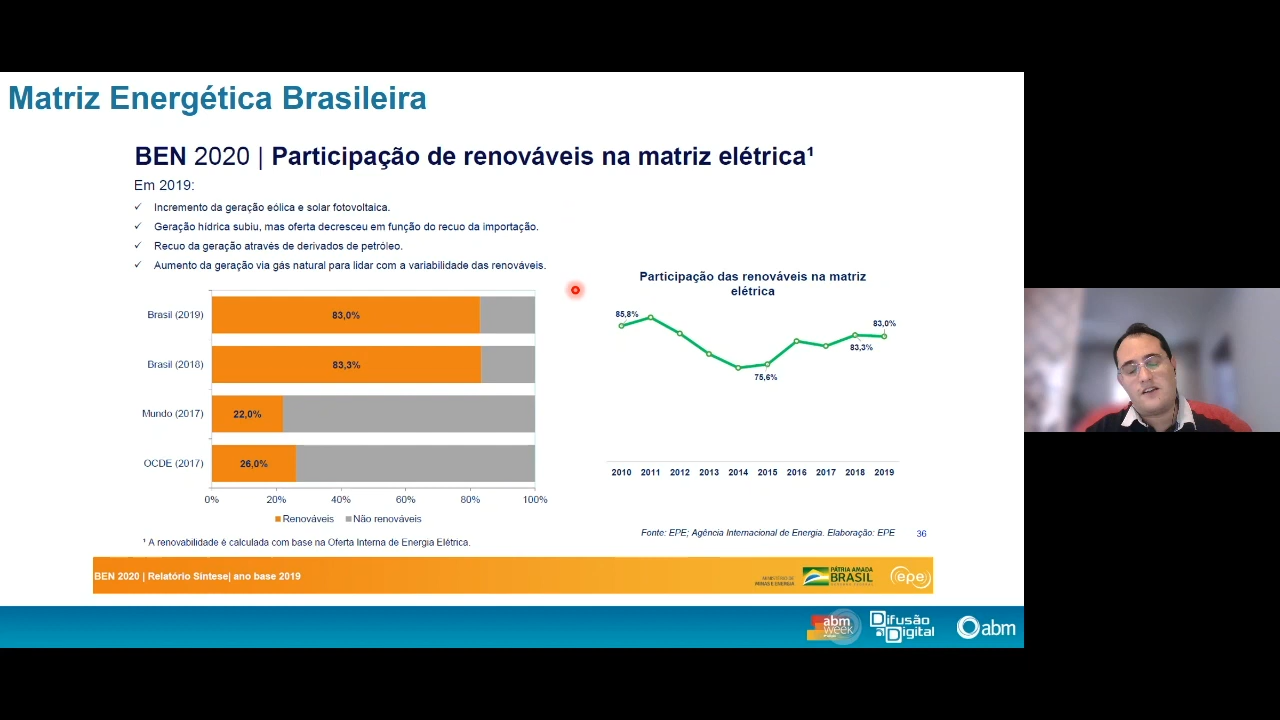 Matriz Energética Brasileira
BEN 2020 | Participação de renováveis na matriz elétrica¹
Em 2019:
✓ Incremento da geração eólica e solar fotovoltaica.
✓ Geração hídrica subiu, mas oferta decresceu em função do recuo da importação.
✓ Recuo da geração através de derivados de petróleo.
✓ Aumento da geração via gás natural para lidar com a variabilidade das renováveis.
Brasil (2019) 83,0%
Brasil (2018) 83,3%
Mundo (2017) 22,0%
OCDE (2017) 26,0%
0% 20% 40% 60% 80% 100%
Renováveis Não renováveis
¹ A renovabilidade é calculada com base na Oferta Interna de Energia Elétrica.
Participação das renováveis na matriz
elétrica
85,8%
75,6%
83,3%
83,0%
2010 2011 2012 2013 2014 2015 2016 2017 2018 2019
Fonte: EPE; Agência Internacional de Energia. Elaboração: EPE
36
BEN 2020 | Relatório Síntese| ano base 2019
MINISTÉRIO DE
MINAS E ENERGIA
PÁTRIA AMADA
BRASIL
epe
abm
week
Difusão
Digital
abm